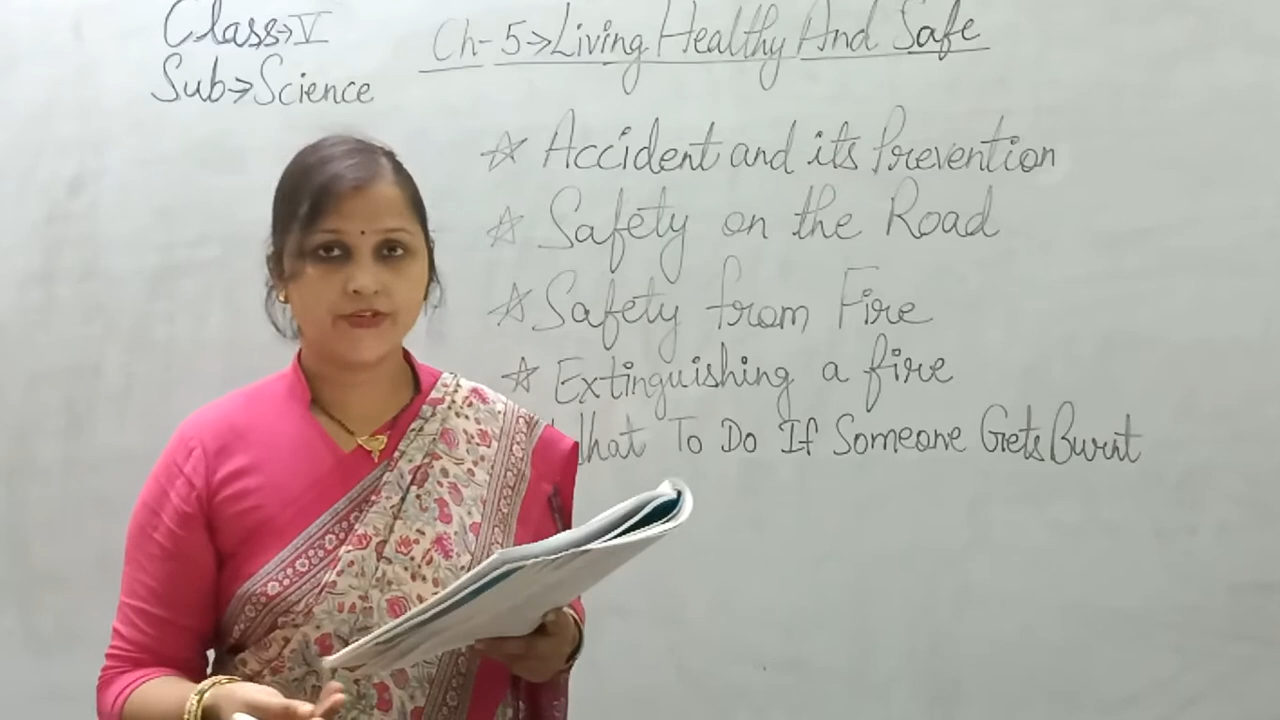 Class→V
Sub→Science
Ch-5→Living Healthy And Safe
☆ Accident and its Prevention
☆ Safety on the Road
☆ Safety from Fire
☆ Extinguishing a fire
What To Do If Someone Gets Burnt